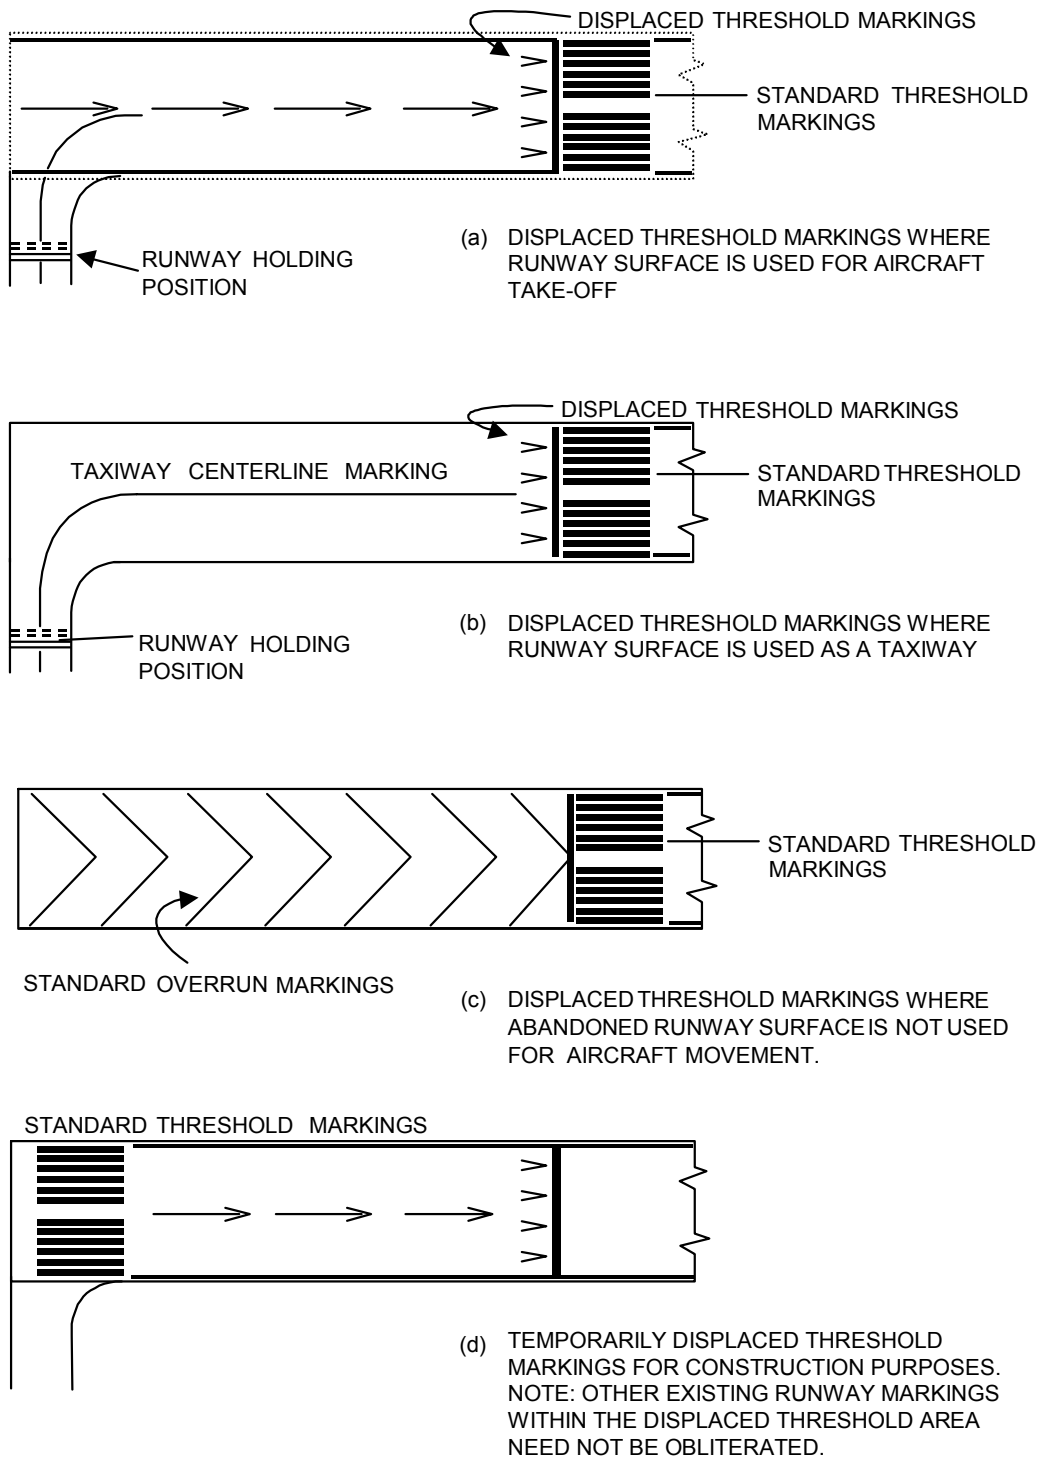 DISPLACED THRESHOLD MARKINGS
STANDARD THRESHOLD
MARKINGS
RUNWAY HOLDING
POSITION
(a) DISPLACED THRESHOLD MARKINGS WHERE
RUNWAY SURFACE IS USED FOR AIRCRAFT
TAKE-OFF
DISPLACED THRESHOLD MARKINGS
TAXIWAY CENTERLINE MARKING
STANDARD THRESHOLD
MARKINGS
RUNWAY HOLDING
POSITION
(b) DISPLACED THRESHOLD MARKINGS WHERE
RUNWAY SURFACE IS USED AS A TAXIWAY
STANDARD THRESHOLD
MARKINGS
STANDARD OVERRUN MARKINGS
(c) DISPLACED THRESHOLD MARKINGS WHERE
ABANDONED RUNWAY SURFACE IS NOT USED
FOR AIRCRAFT MOVEMENT.
STANDARD THRESHOLD MARKINGS
(d) TEMPORARILY DISPLACED THRESHOLD
MARKINGS FOR CONSTRUCTION PURPOSES.
NOTE: OTHER EXISTING RUNWAY MARKINGS
WITHIN THE DISPLACED THRESHOLD AREA
NEED NOT BE OBLITERATED.